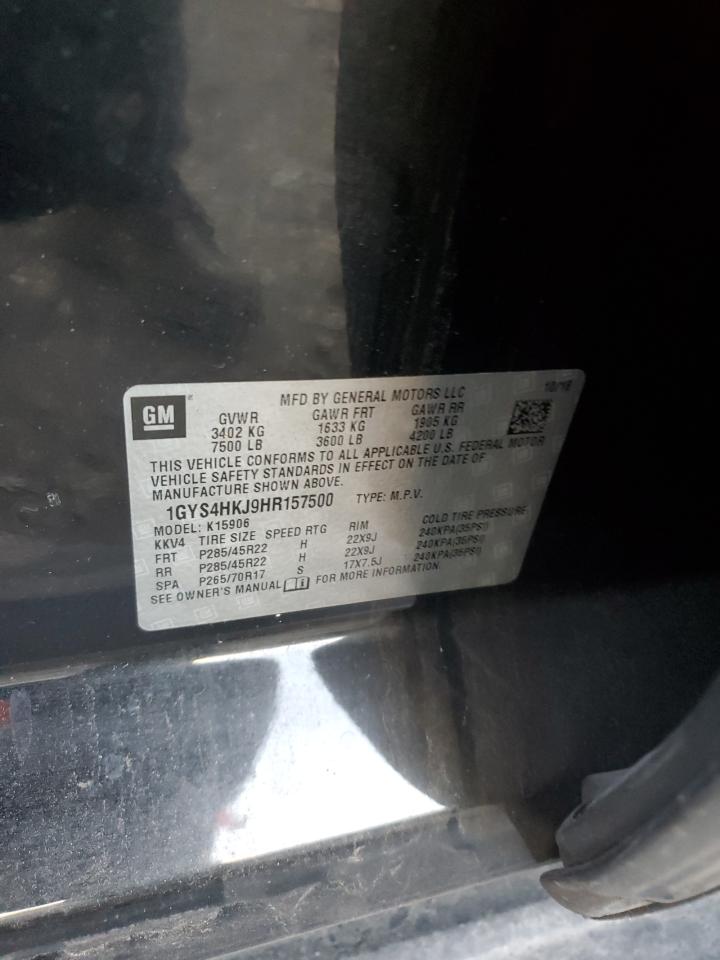 GM
MFD BY GENERAL MOTORS LLC
10/16
GVWR GAWR FRT GAWR RR
3402 KG 1633 KG 1905 KG
7500 LB 3600 LB 4200 LB
THIS VEHICLE CONFORMS TO ALL APPLICABLE U.S. FEDERAL MOTOR
VEHICLE SAFETY STANDARDS IN EFFECT ON THE DATE OF
MANUFACTURE SHOWN ABOVE.
1GYS4HKJ9HR157500 TYPE: M.P.V.
MODEL: K15906
KKV4 TIRE SIZE SPEED RTG RIM COLD TIRE PRESSURE
FRT P285/45R22 H 22X9J 240KPA(35PSI)
RR P285/45R22 H 22X9J 240KPA(35PSI)
SPA P265/70R17 S 17X7.5J 240KPA(35PSI)
SEE OWNER'S MANUAL i FOR MORE INFORMATION.